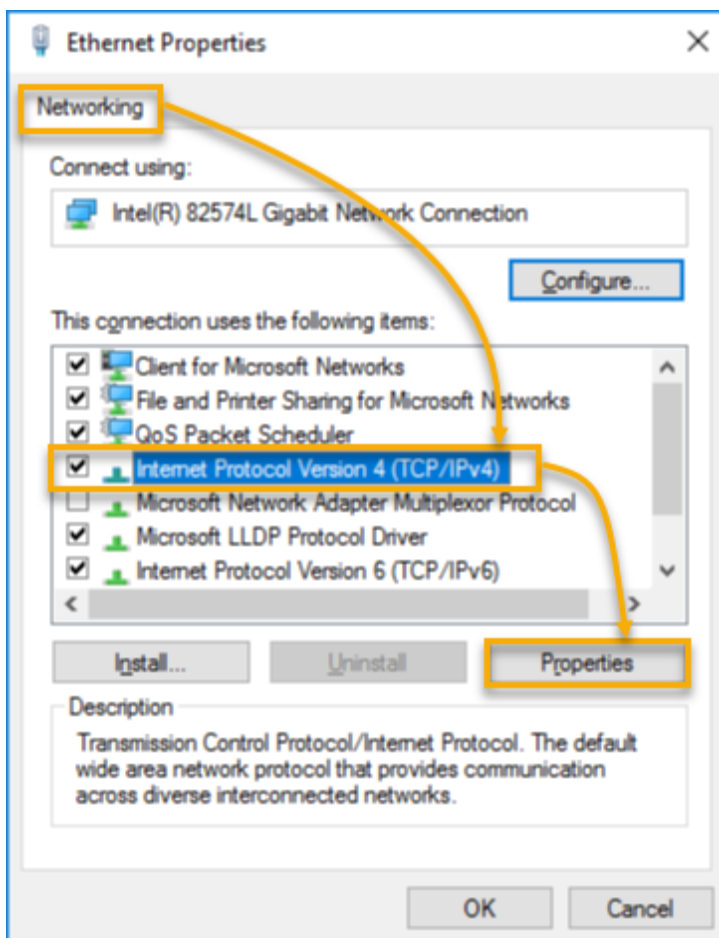 Ethernet Properties
Networking
Connect using:
Intel(R) 82574L Gigabit Network Connection
Configure...
This connection uses the following items:
Client for Microsoft Networks
File and Printer Sharing for Microsoft Networks
QoS Packet Scheduler
Internet Protocol Version 4 (TCP/IPv4)
Microsoft Network Adapter Multiplexor Protocol
Microsoft LLDP Protocol Driver
Internet Protocol Version 6 (TCP/IPv6)
Install...
Uninstall
Properties
Description
Transmission Control Protocol/Internet Protocol. The default
wide area network protocol that provides communication
across diverse interconnected networks.
OK
Cancel